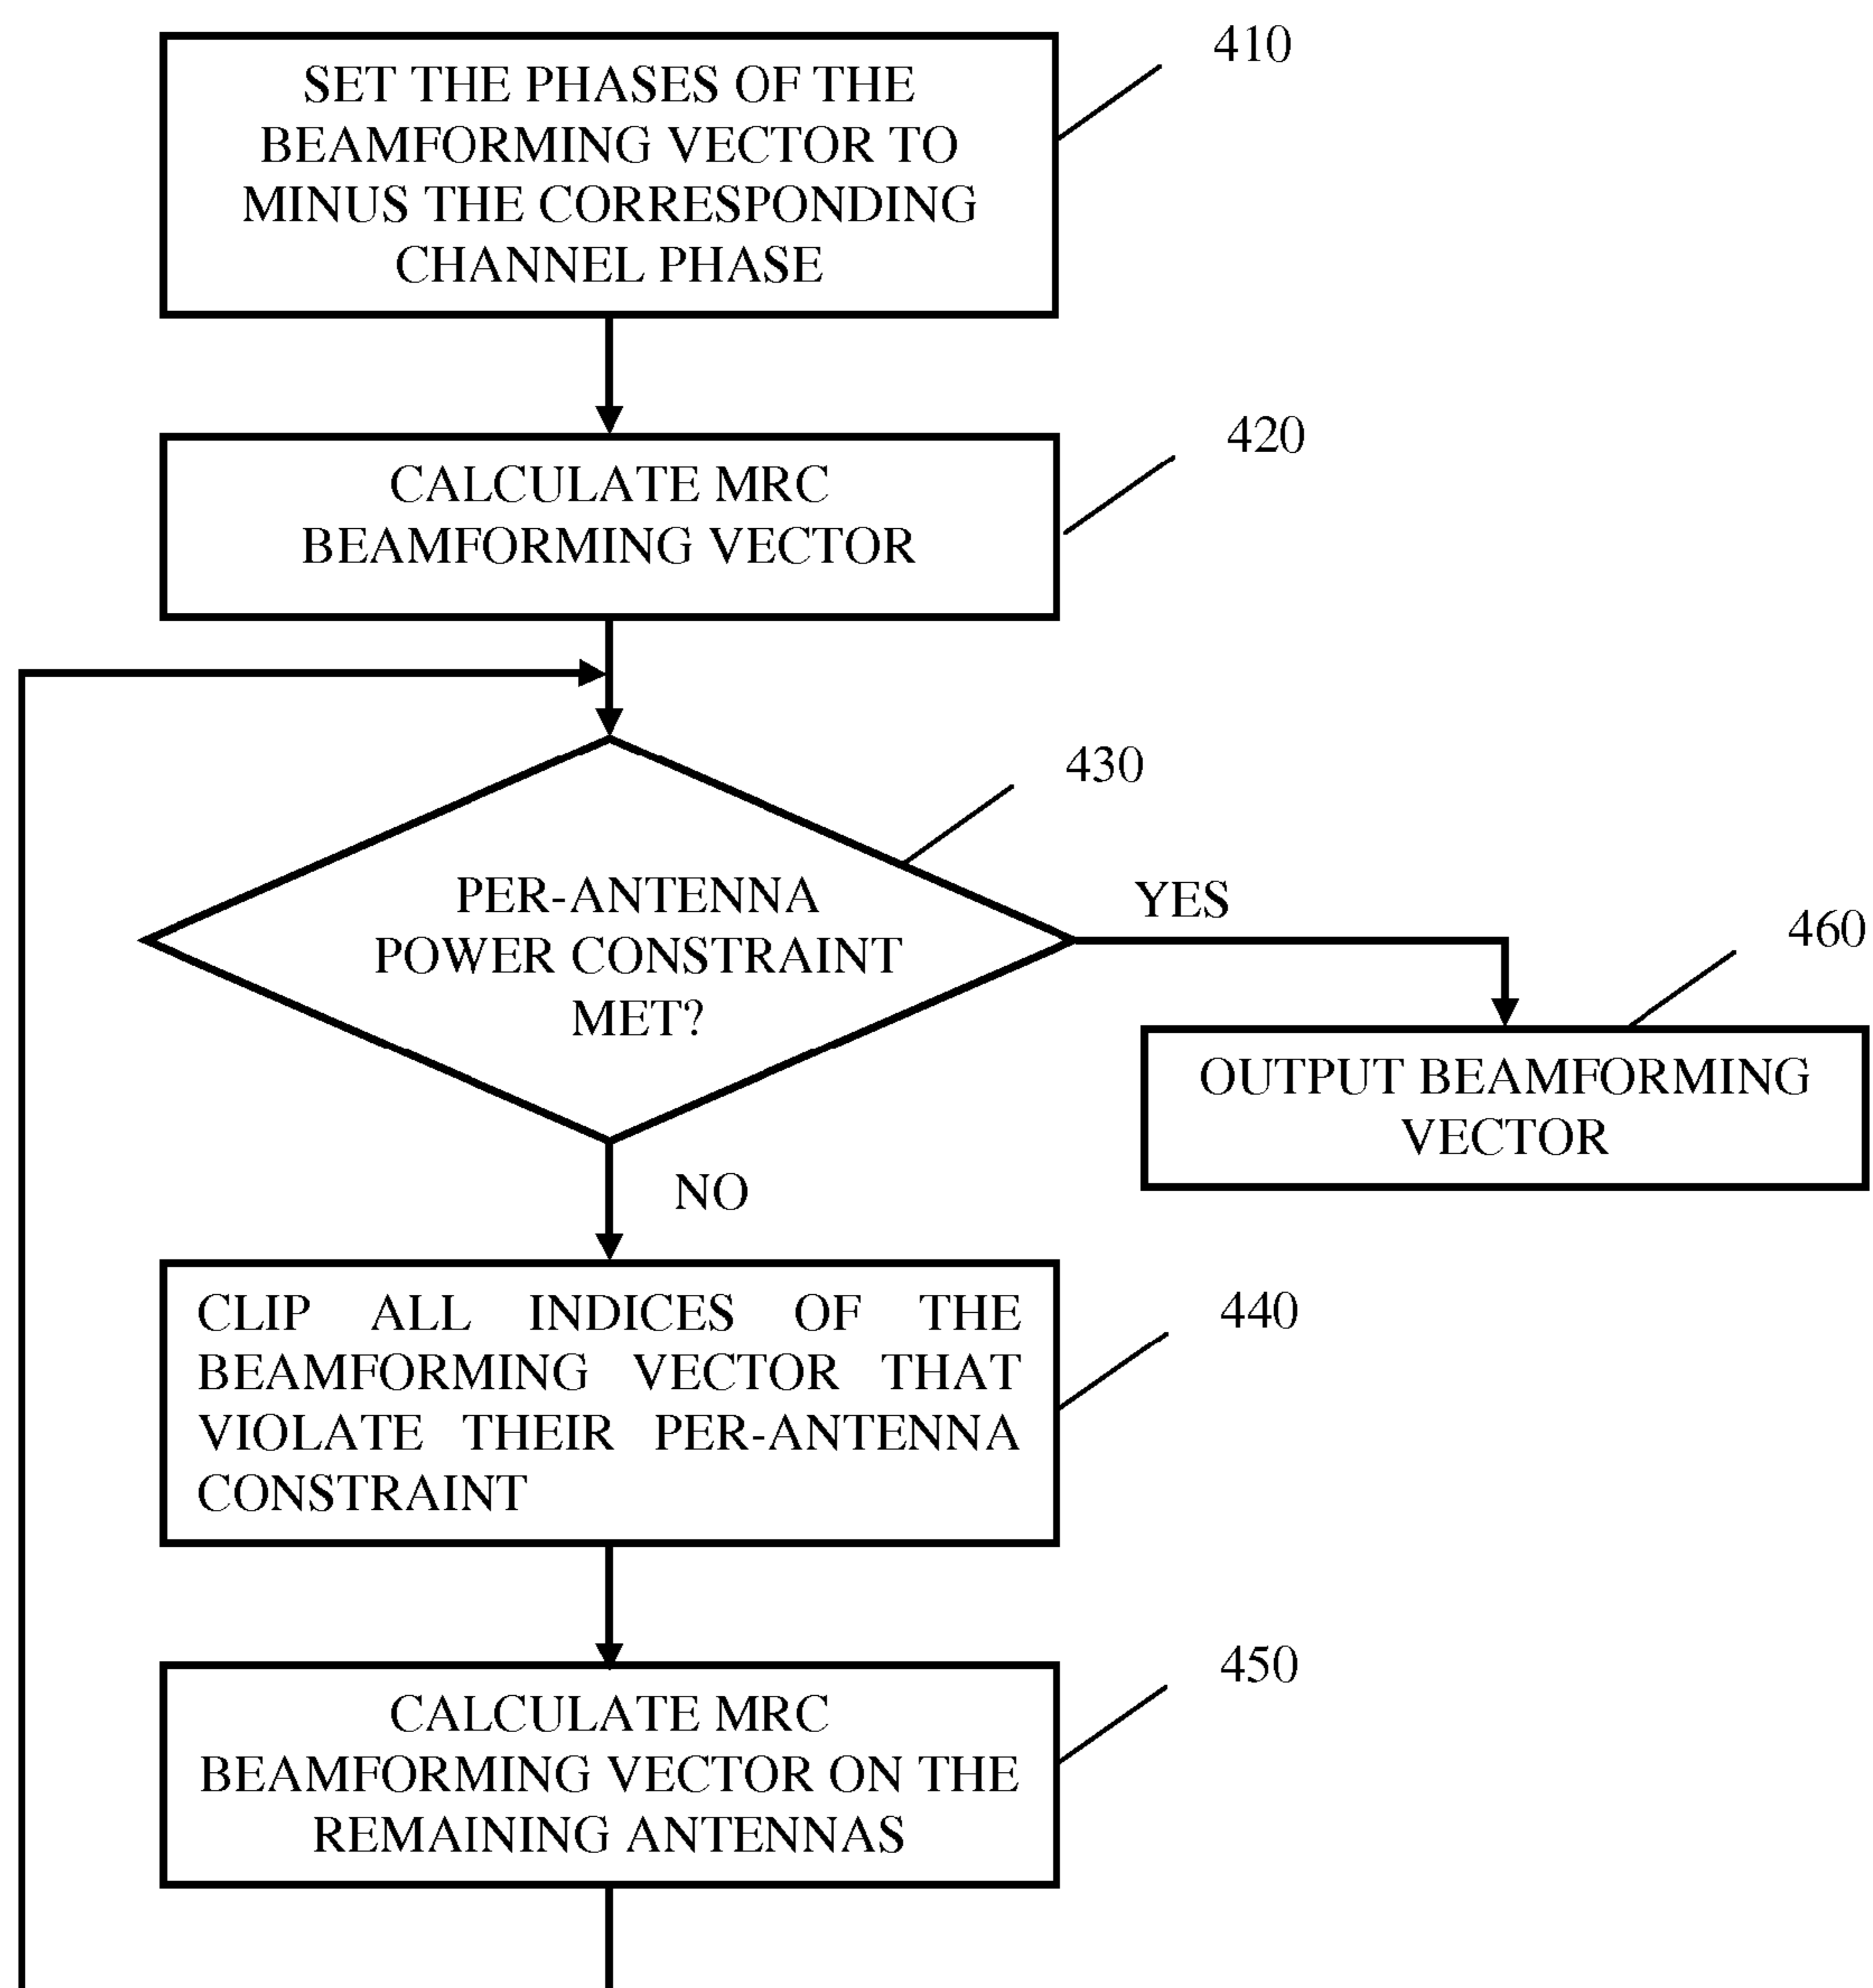 410
SET THE PHASES OF THE
BEAMFORMING VECTOR TO
MINUS THE CORRESPONDING
CHANNEL PHASE
420
CALCULATE MRC
BEAMFORMING VECTOR
430
PER-ANTENNA
POWER CONSTRAINT
MET?
YES
460
OUTPUT BEAMFORMING
VECTOR
NO
440
CLIP ALL INDICES OF THE
BEAMFORMING VECTOR THAT
VIOLATE THEIR PER-ANTENNA
CONSTRAINT
450
CALCULATE MRC
BEAMFORMING VECTOR ON THE
REMAINING ANTENNAS